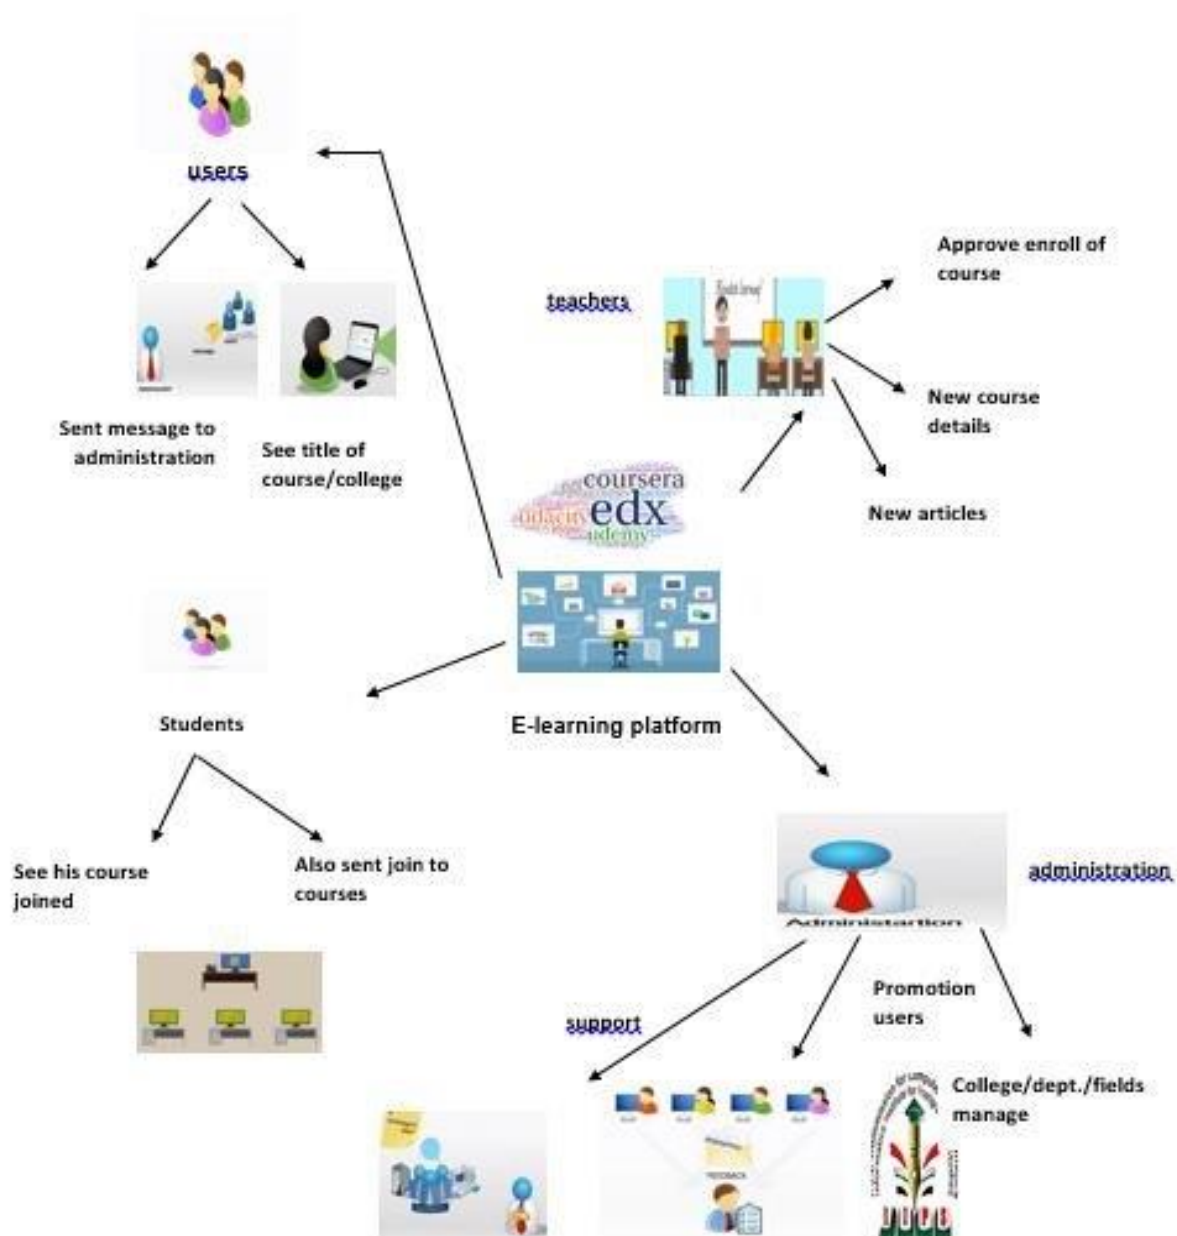 users
Sent message to
administration
See title of
course/college
teachers
Approve enroll of
course
New course
details
New articles
coursera
edx
udacity
udemy
E-learning platform
Students
See his course
joined
Also sent join to
courses
administration
Administartion
support
Promotion
users
College/dept./fields
manage
FEEDBACK